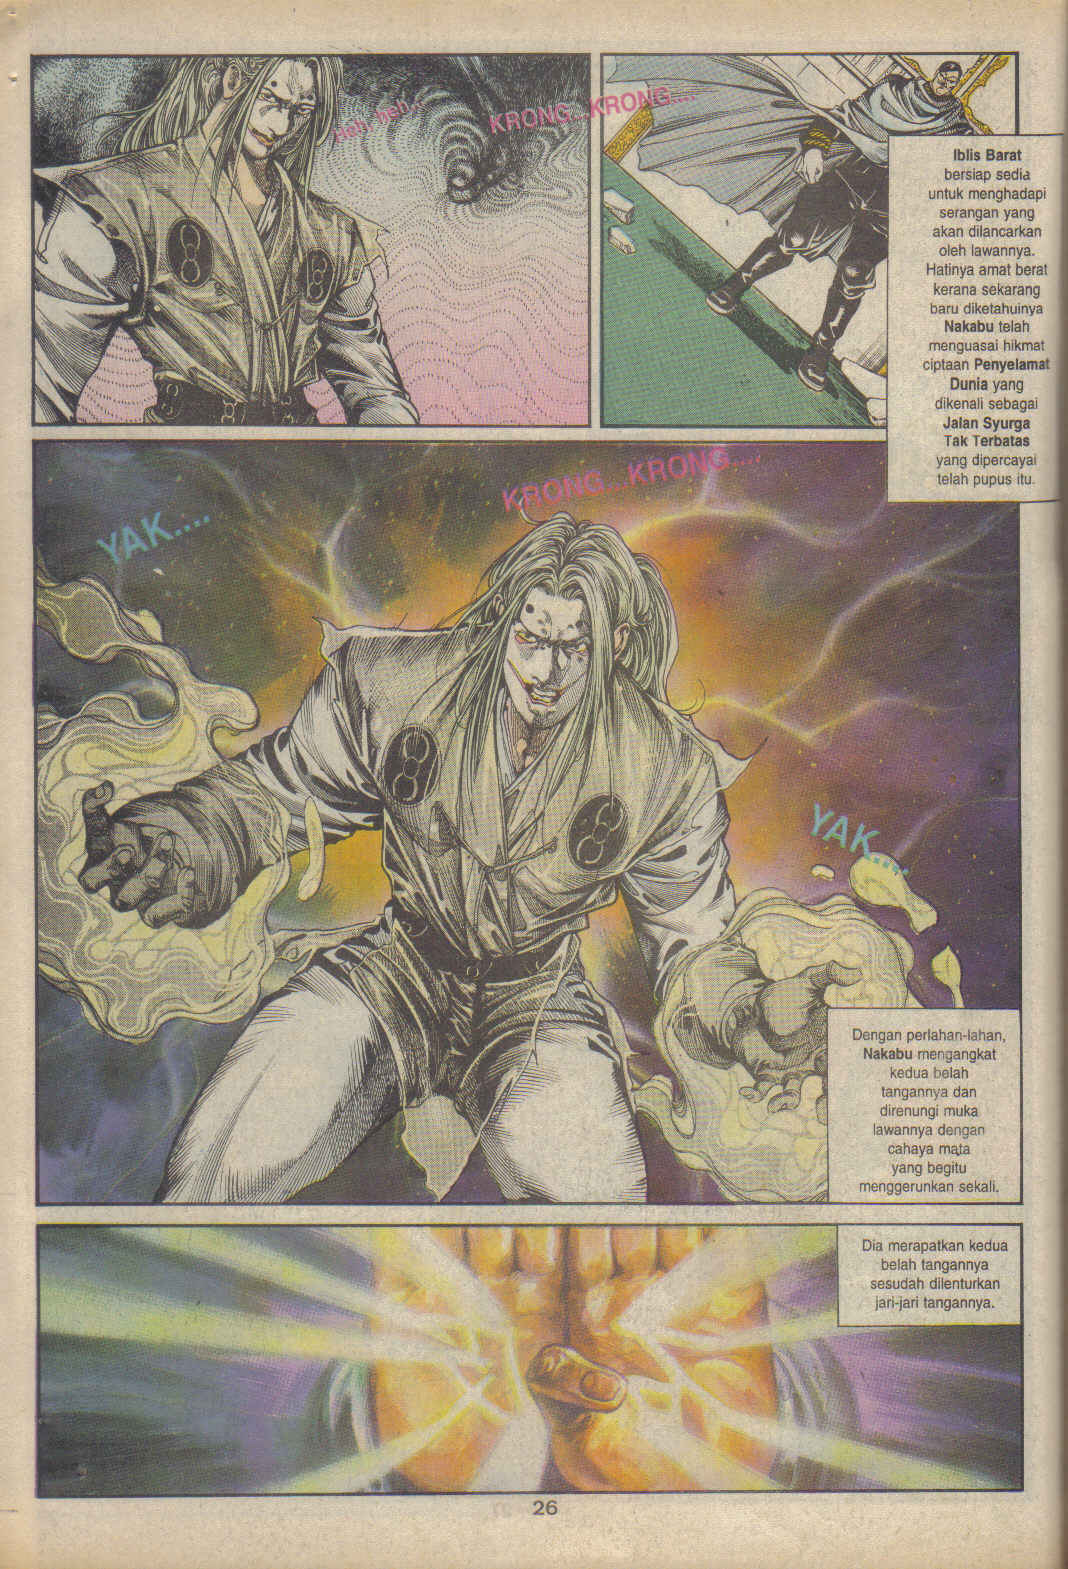 Heh, heh...
KRONG...KRONG....
Iblis Barat
bersiap sedia
untuk menghadapi
serangan yang
akan dilancarkan
oleh lawannya.
Hatinya amat berat
kerana sekarang
baru diketahuinya
Nakabu telah
menguasai hikmat
ciptaan Penyelamat
Dunia yang
dikenali sebagai
Jalan Syurga
Tak Terbatas
yang dipercayai
telah pupus itu.
KRONG...KRONG....
YAK....
YAK....
Dengan perlahan-lahan,
Nakabu mengangkat
kedua belah
tangannya dan
direnungi muka
lawannya dengan
cahaya mata
yang begitu
menggerunkan sekali.
Dia merapatkan kedua
belah tangannya
sesudah dilenturkan
jari-jari tangannya.
26